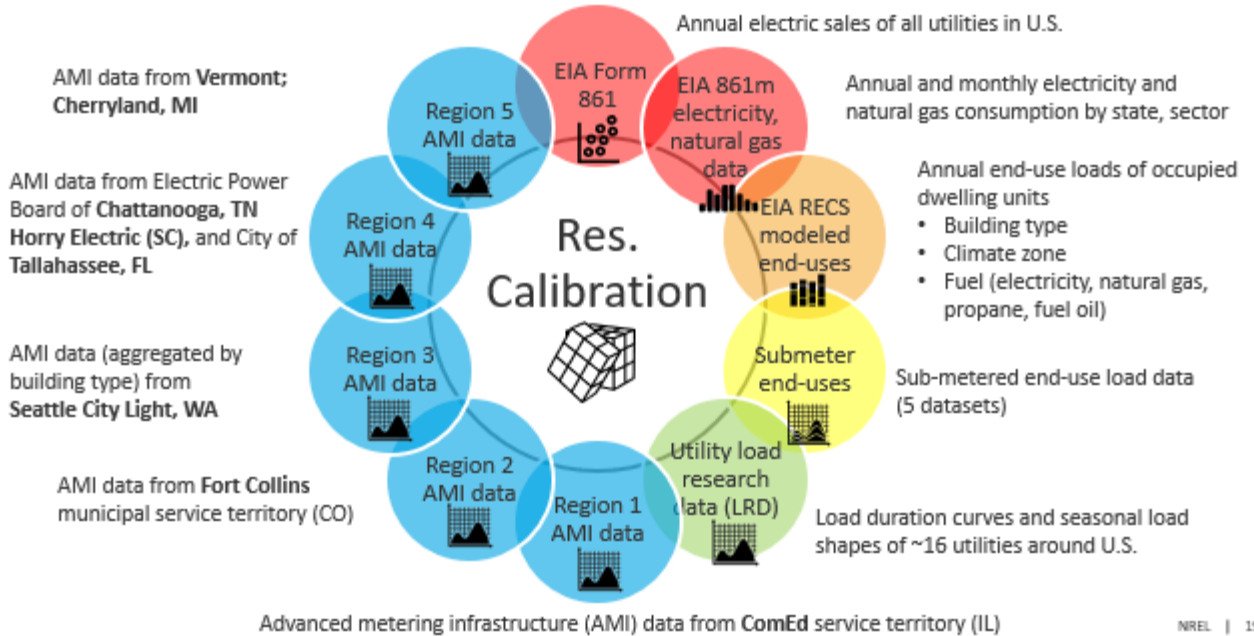 Annual electric sales of all utilities in U.S.
EIA Form
861
EIA 861m
electricity,
natural gas
data
Annual and monthly electricity and
natural gas consumption by state, sector
EIA RECS
modeled
end-uses
Annual end-use loads of occupied
dwelling units
• Building type
• Climate zone
• Fuel (electricity, natural gas,
propane, fuel oil)
Submeter
end-uses
Sub-metered end-use load data
(5 datasets)
Utility load
research
data (LRD)
Load duration curves and seasonal load
shapes of ~16 utilities around U.S.
Region 1
AMI data
Advanced metering infrastructure (AMI) data from ComEd service territory (IL)
Region 2
AMI data
AMI data from Fort Collins
municipal service territory (CO)
Region 3
AMI data
AMI data (aggregated by
building type) from
Seattle City Light, WA
Region 4
AMI data
AMI data from Electric Power
Board of Chattanooga, TN
Horry Electric (SC), and City of
Tallahassee, FL
Region 5
AMI data
AMI data from Vermont;
Cherryland, MI
Res.
Calibration
NREL |